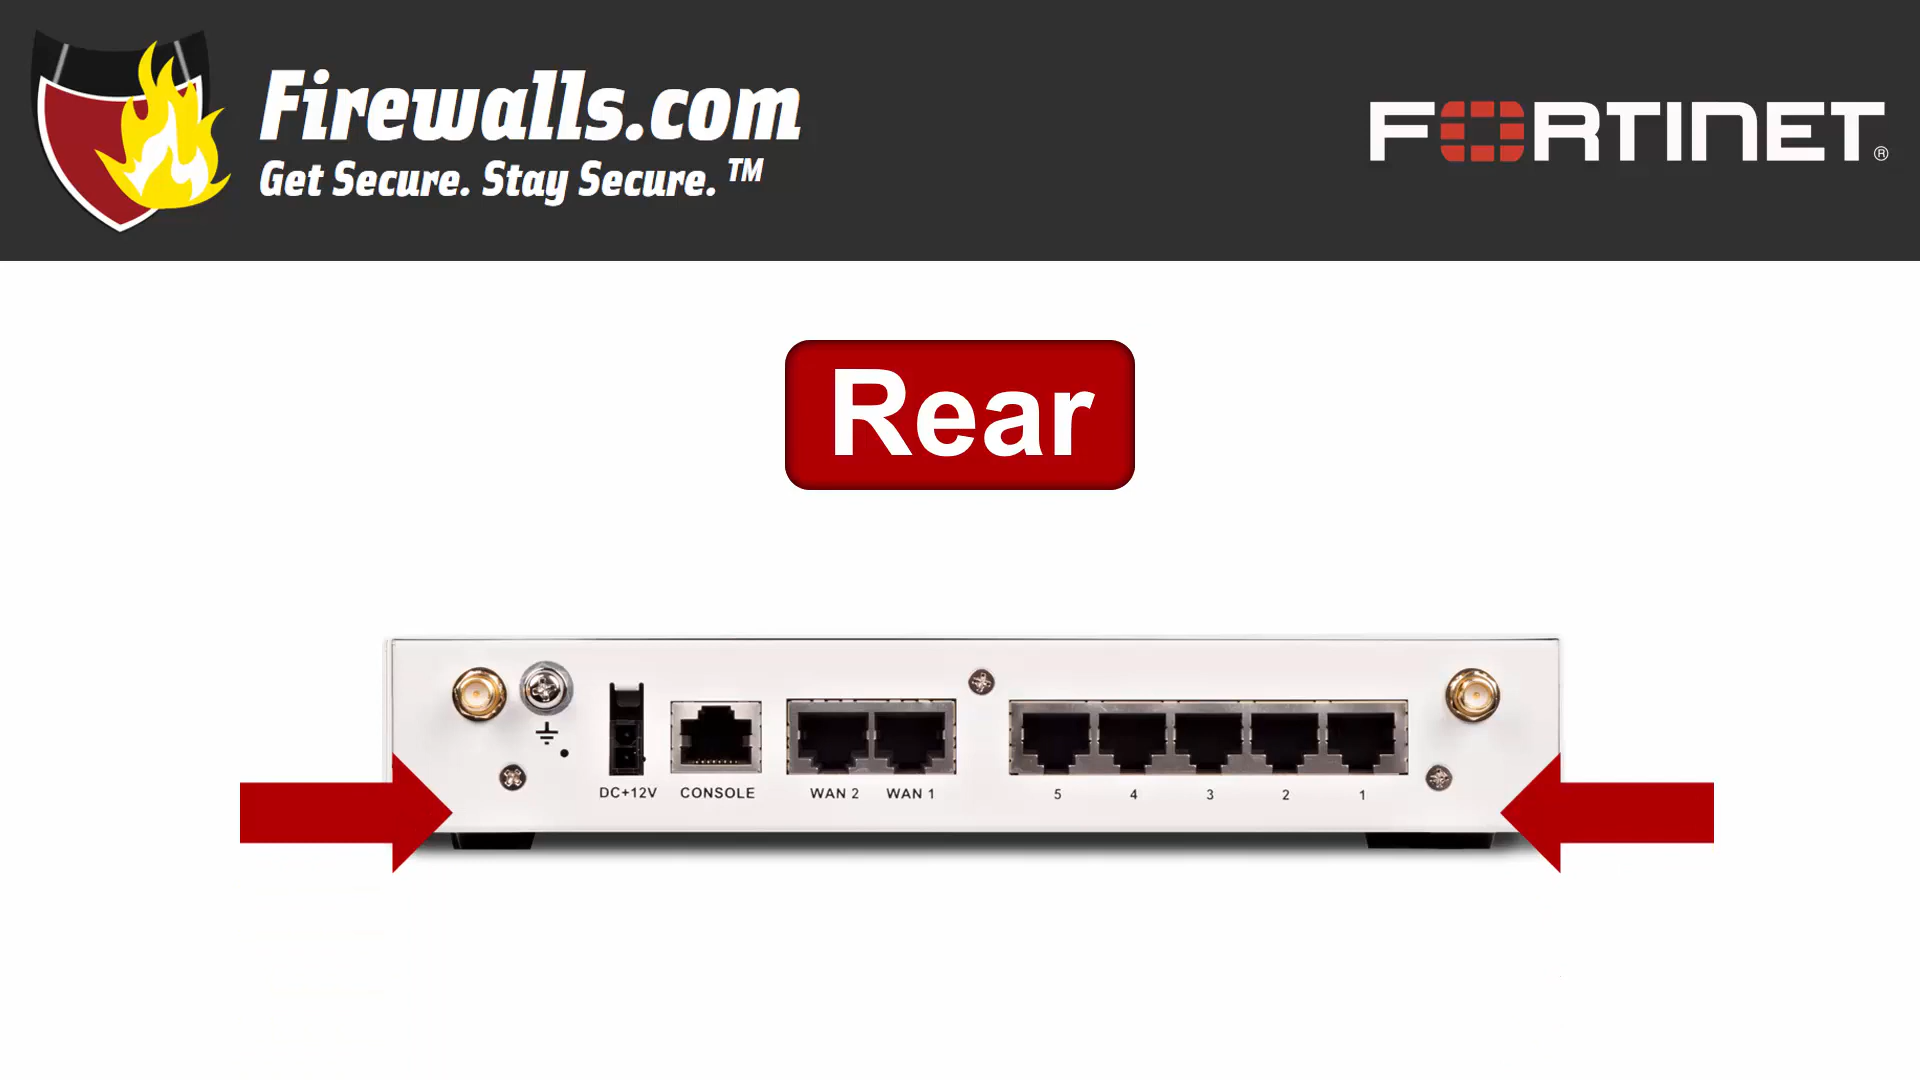 Firewalls.com
Get Secure. Stay Secure.™
FORTINET®
Rear
DC+12V CONSOLE WAN 2 WAN 1 5 4 3 2 1